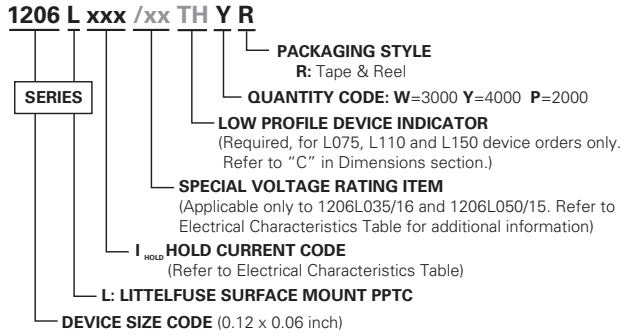 1206 L xxx /xx TH Y R
PACKAGING STYLE
R: Tape & Reel
SERIES
QUANTITY CODE: W=3000 Y=4000 P=2000
LOW PROFILE DEVICE INDICATOR
(Required, for L075, L110 and L150 device orders only.
Refer to “C” in Dimensions section.)
SPECIAL VOLTAGE RATING ITEM
(Applicable only to 1206L035/16 and 1206L050/15. Refer to
Electrical Characteristics Table for additional information)
I HOLD HOLD CURRENT CODE
(Refer to Electrical Characteristics Table)
L: LITTELFUSE SURFACE MOUNT PPTC
DEVICE SIZE CODE (0.12 x 0.06 inch)